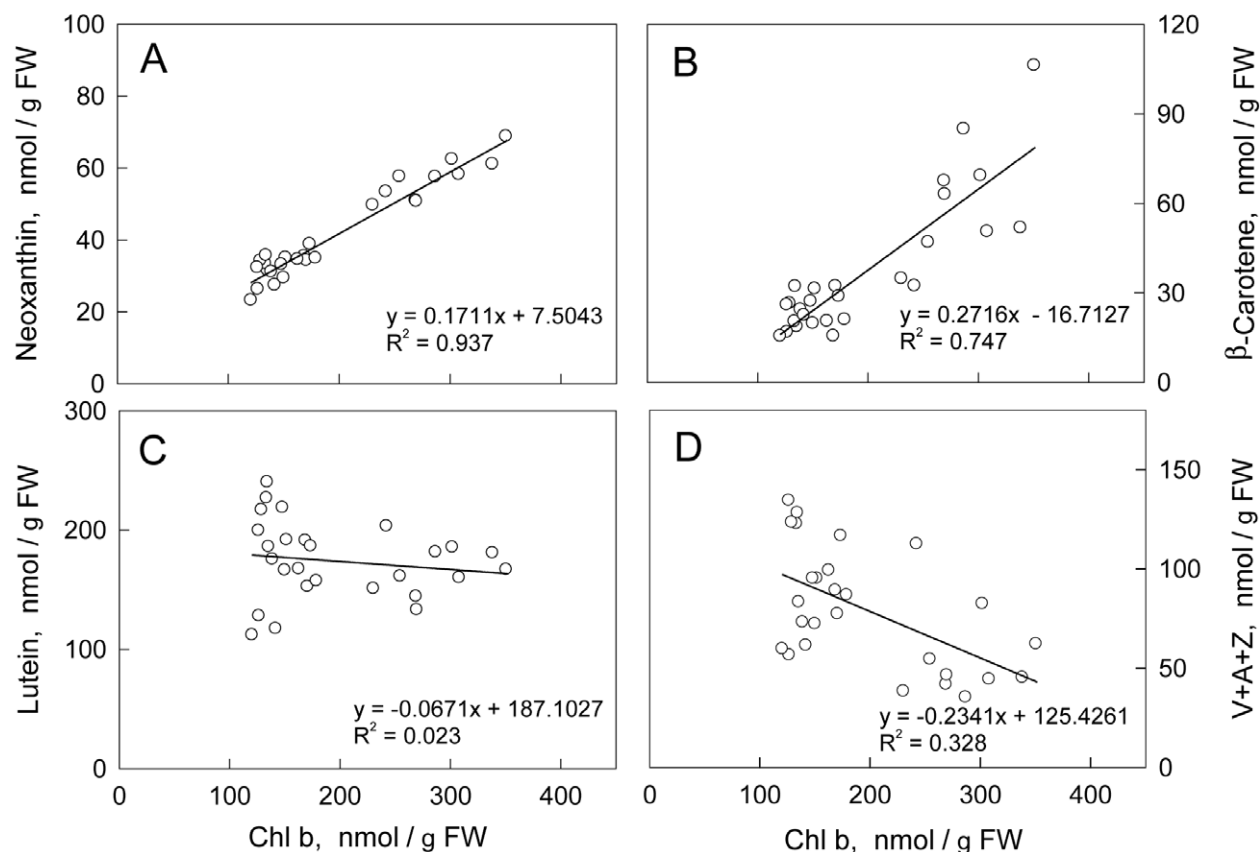 A
100
80
60
40
20
0
Neoxanthin, nmol / g FW
y = 0.1711x + 7.5043
R² = 0.937
B
120
90
60
30
0
β-Carotene, nmol / g FW
y = 0.2716x - 16.7127
R² = 0.747
C
300
200
100
0
Lutein, nmol / g FW
y = -0.0671x + 187.1027
R² = 0.023
0 100 200 300 400
Chl b, nmol / g FW
D
150
100
50
0
V+A+Z, nmol / g FW
y = -0.2341x + 125.4261
R² = 0.328
0 100 200 300 400
Chl b, nmol / g FW